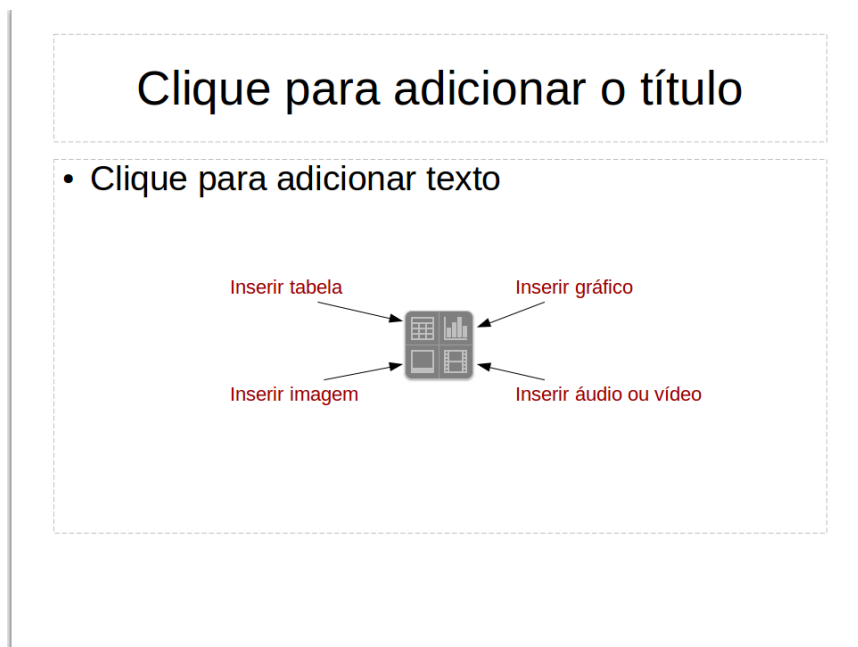 Clique para adicionar o título
• Clique para adicionar texto
Inserir tabela
Inserir gráfico
Inserir imagem
Inserir áudio ou vídeo